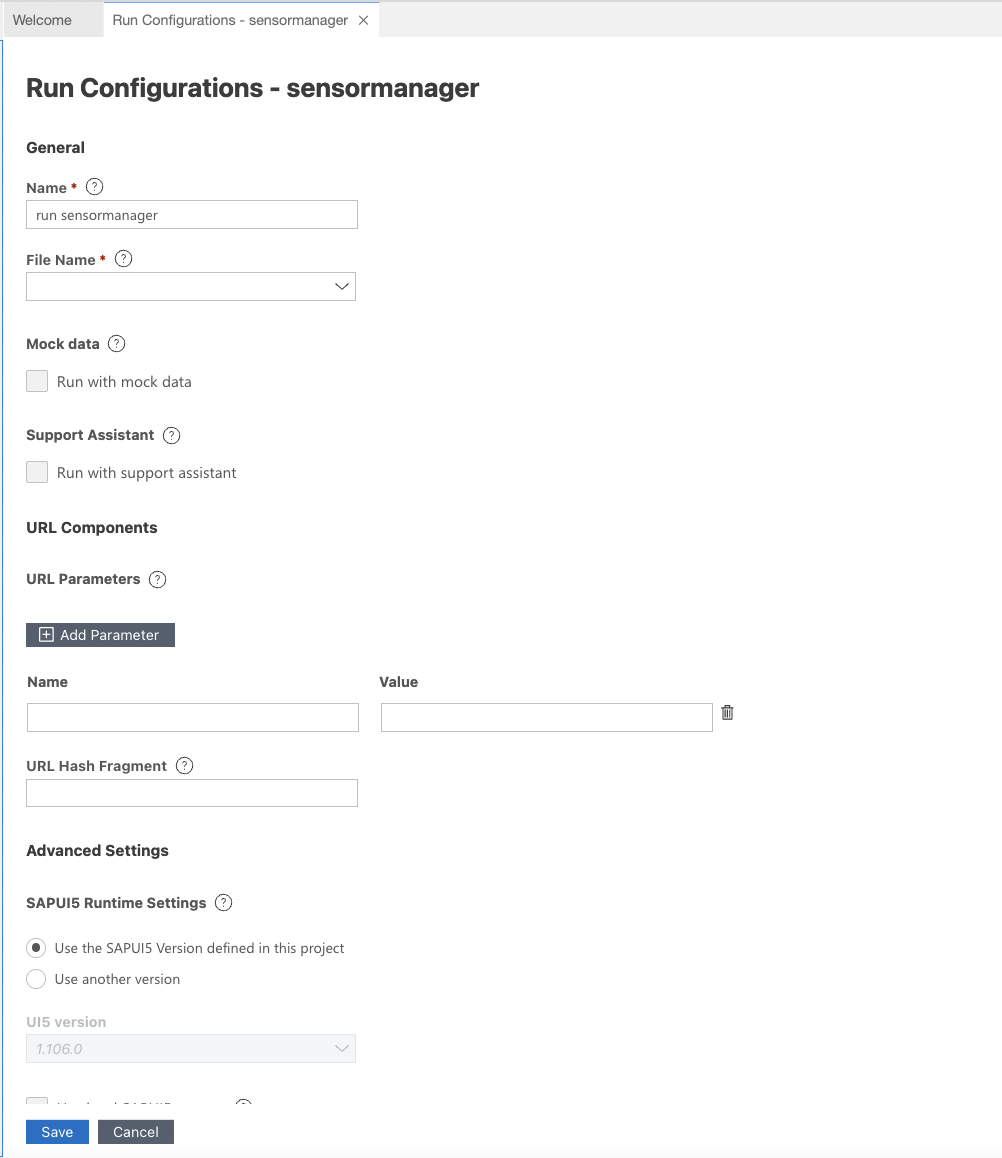 Welcome
Run Configurations - sensormanager
Run Configurations - sensormanager
General
Name *
run sensormanager
File Name *
Mock data
Run with mock data
Support Assistant
Run with support assistant
URL Components
URL Parameters
Add Parameter
Name Value
URL Hash Fragment
Advanced Settings
SAPUI5 Runtime Settings
Use the SAPUI5 Version defined in this project
Use another version
UI5 version
1.106.0
Save Cancel